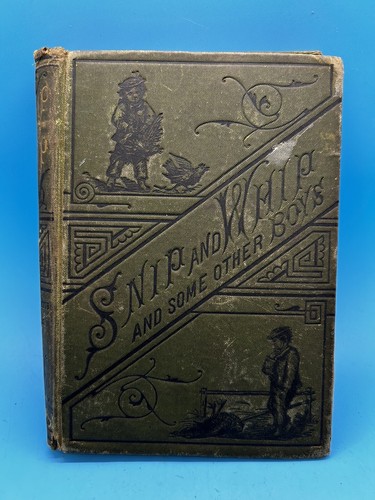 SNIP AND WHIP
AND SOME OTHER BOYS